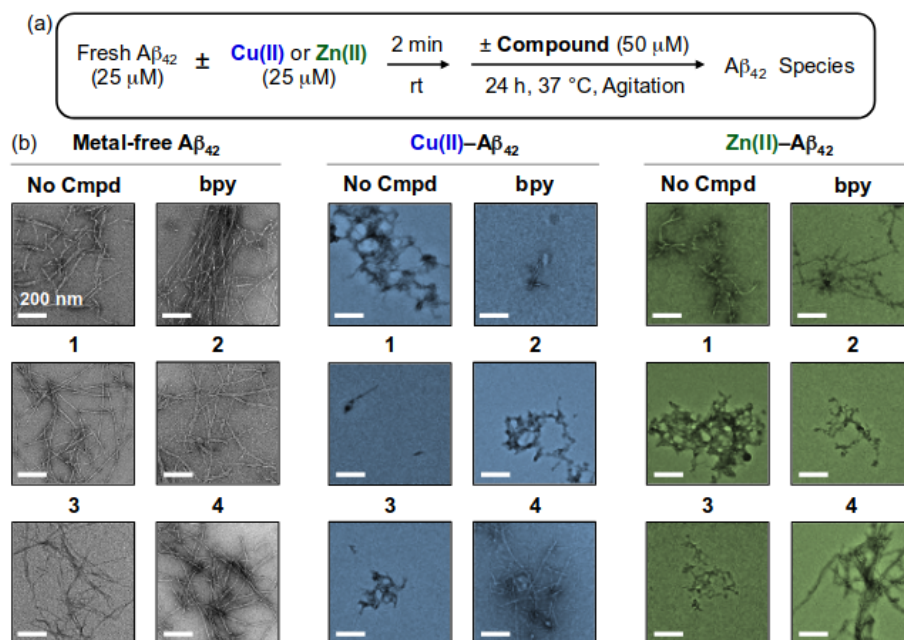 (a)
Fresh Aβ42 ± Cu(II) or Zn(II) 2 min ± Compound (50 μM) Aβ42 Species
(25 μM) (25 μM) rt 24 h, 37 °C, Agitation
(b) Metal-free Aβ42 Cu(II)–Aβ42 Zn(II)–Aβ42
No Cmpd bpy No Cmpd bpy No Cmpd bpy
200 nm
1 2 1 2 1 2
3 4 3 4 3 4